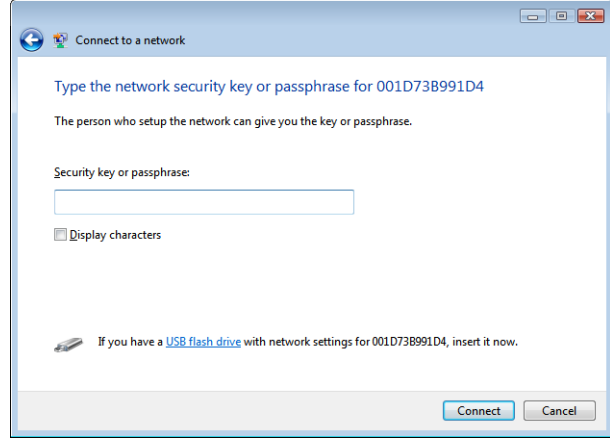 Connect to a network
Type the network security key or passphrase for 001D73B991D4
The person who setup the network can give you the key or passphrase.
Security key or passphrase:
Display characters
If you have a USB flash drive with network settings for 001D73B991D4, insert it now.
Connect Cancel